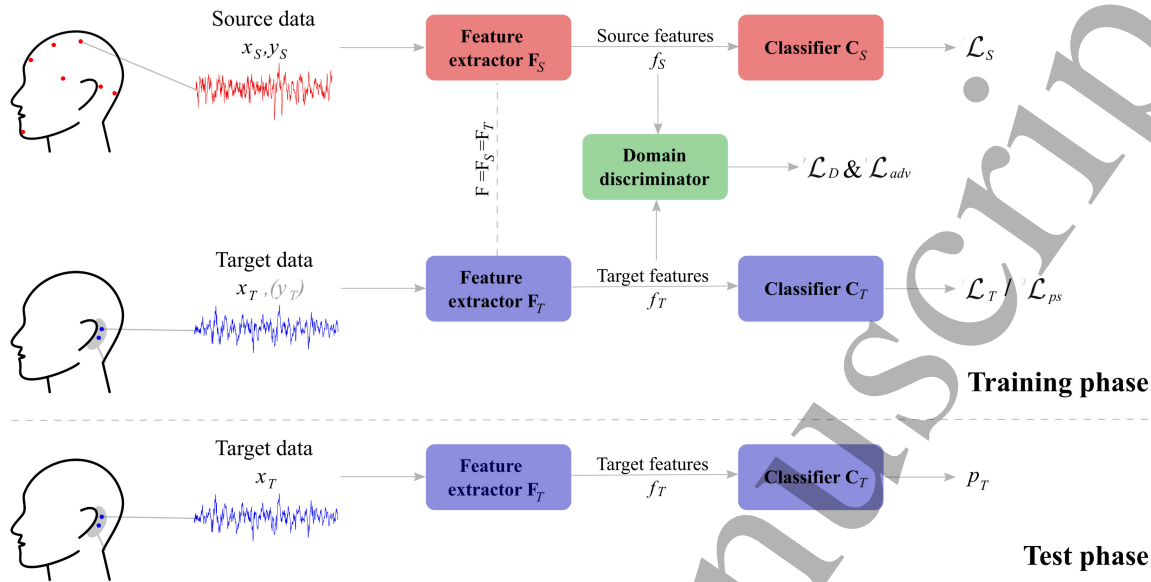 Source data
x_S,y_S
Feature
extractor F_S
Source features
f_S
Classifier C_S
ℒ_S
F=F_S=F_T
Domain
discriminator
ℒ_D & ℒ_adv
Target data
x_T ,(y_T)
Feature
extractor F_T
Target features
f_T
Classifier C_T
ℒ_T / ℒ_ps
Training phase
Target data
x_T
Feature
extractor F_T
Target features
f_T
Classifier C_T
p_T
Test phase